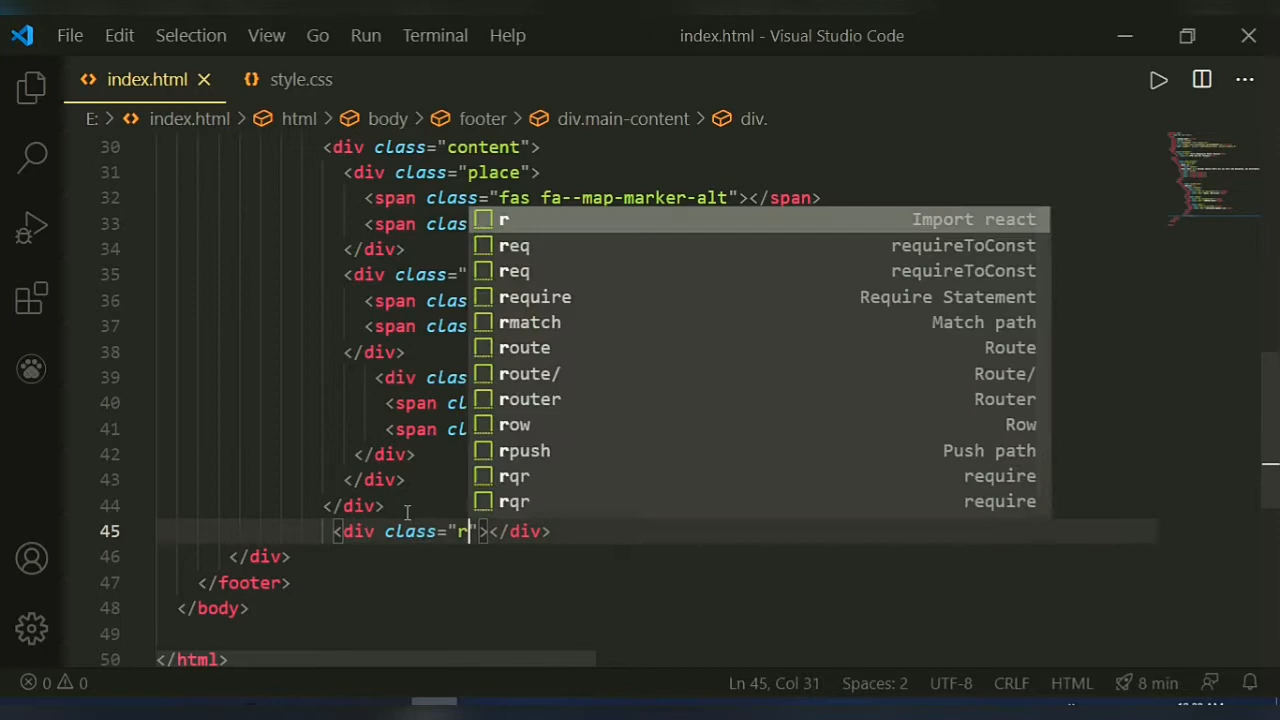 File Edit Selection View Go Run Terminal Help index.html - Visual Studio Code
index.html style.css
E: > index.html > html > body > footer > div.main-content > div.
30 <div class="content">
31 <div class="place">
32 <span class="fas fa--map-marker-alt"></span>
33 <span clas
34 </div>
35 <div class="
36 <span clas
37 <span clas
38 </div>
39 <div clas
40 <span cl
41 <span cl
42 </div>
43 </div>
44 </div>
45 <div class="r"></div>
46 </div>
47 </footer>
48 </body>
49
50 </html>
r Import react
req requireToConst
req requireToConst
require Require Statement
rmatch Match path
route Route
route/ Route/
router Router
row Row
rpush Push path
rqr require
rqr require
0 0 Ln 45, Col 31 Spaces: 2 UTF-8 CRLF HTML 8 min